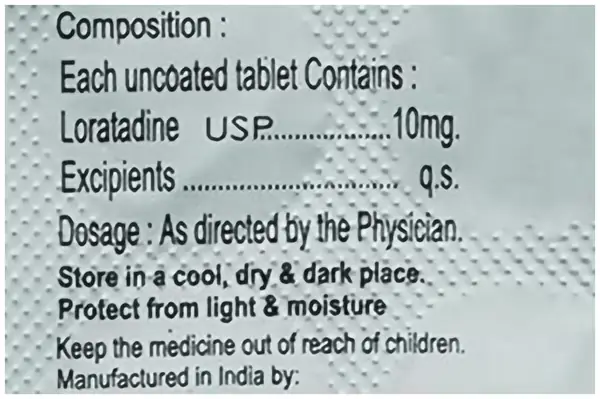 Composition :
Each uncoated tablet Contains :
Loratadine USP..................10mg.
Excipients ............................... q.s.
Dosage : As directed by the Physician.
Store in a cool, dry & dark place.
Protect from light & moisture
Keep the medicine out of reach of children.
Manufactured in India by: